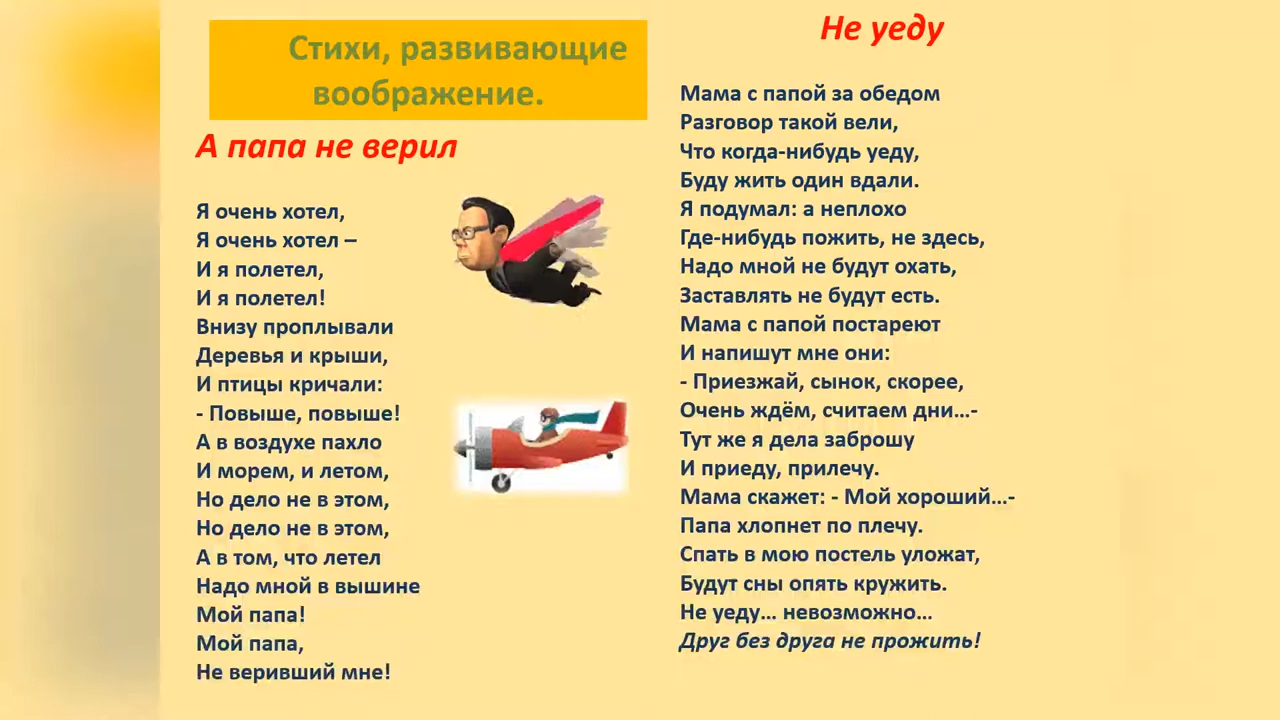 Стихи, развивающие
воображение.
А папа не верил
Я очень хотел,
Я очень хотел –
И я полетел,
И я полетел!
Внизу проплывали
Деревья и крыши,
И птицы кричали:
- Повыше, повыше!
А в воздухе пахло
И морем, и летом,
Но дело не в этом,
Но дело не в этом,
А в том, что летел
Надо мной в вышине
Мой папа!
Мой папа,
Не веривший мне!
Не уеду
Мама с папой за обедом
Разговор такой вели,
Что когда-нибудь уеду,
Буду жить один вдали.
Я подумал: а неплохо
Где-нибудь пожить, не здесь,
Надо мной не будут охать,
Заставлять не будут есть.
Мама с папой постареют
И напишут мне они:
- Приезжай, сынок, скорее,
Очень ждём, считаем дни…-
Тут же я дела заброшу
И приеду, прилечу.
Мама скажет: - Мой хороший…-
Папа хлопнет по плечу.
Спать в мою постель уложат,
Будут сны опять кружить.
Не уеду… невозможно…
Друг без друга не прожить!